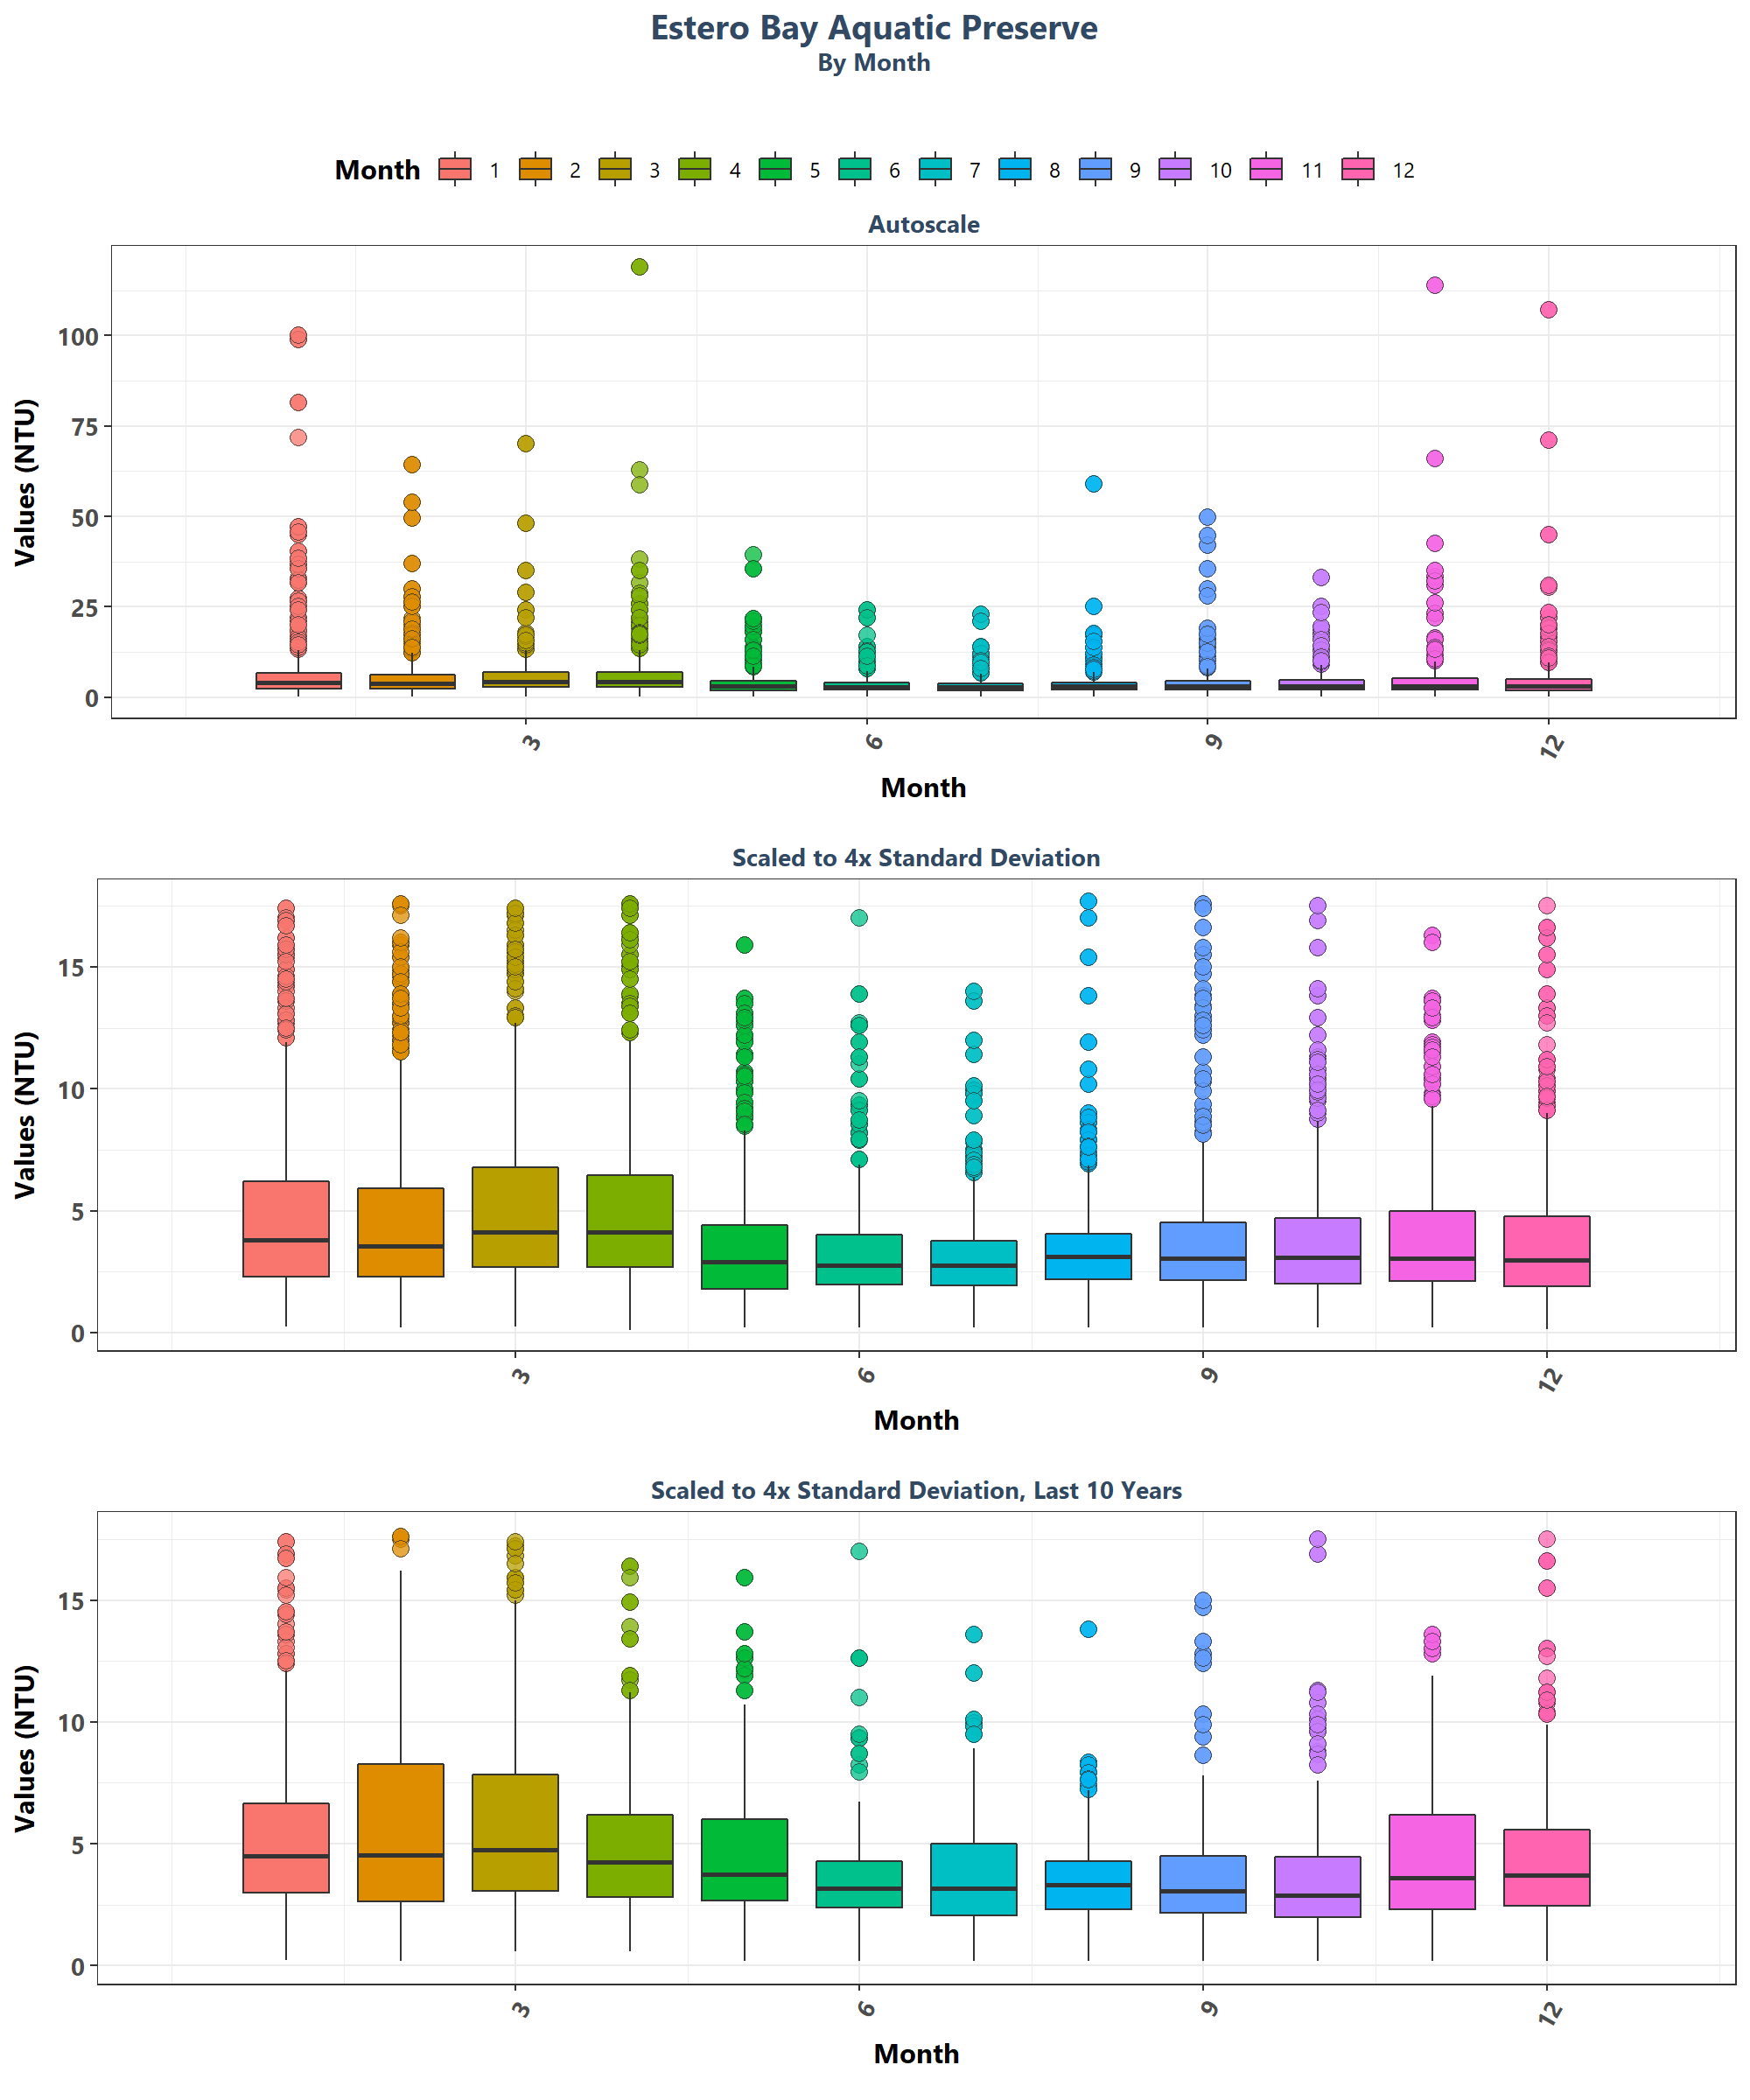 Estero Bay Aquatic Preserve
By Month
Month 1 2 3 4 5 6 7 8 9 10 11 12
Autoscale
Values (NTU)
100
75
50
25
0
3 6 9 12
Month
Scaled to 4x Standard Deviation
Values (NTU)
15
10
5
0
3 6 9 12
Month
Scaled to 4x Standard Deviation, Last 10 Years
Values (NTU)
15
10
5
0
3 6 9 12
Month